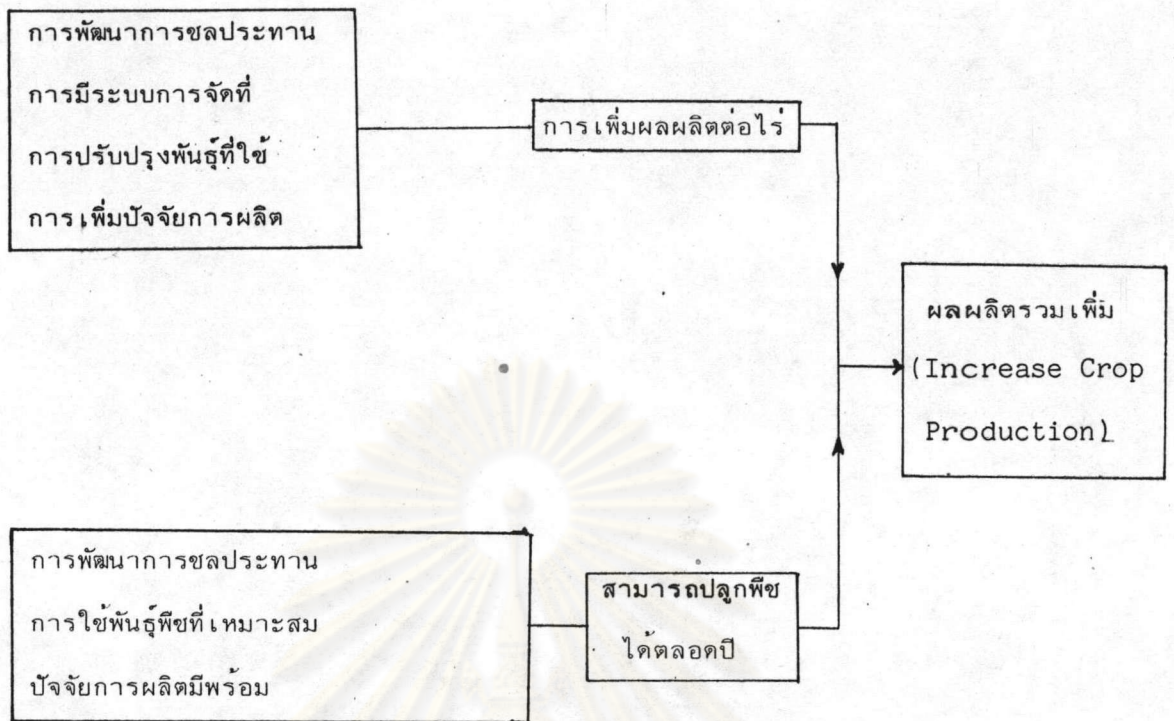 การพัฒนาการชลประทาน
การมีระบบการจัดที่
การปรับปรุงพันธุ์ที่ใช้
การเพิ่มปัจจัยการผลิต
การเพิ่มผลผลิตต่อไร่
ผลผลิตรวมเพิ่ม
(Increase Crop
Production)
การพัฒนาการชลประทาน
การใช้พันธุ์พืชที่เหมาะสม
ปัจจัยการผลิตมีพร้อม
สามารถปลูกพืช
ได้ตลอดปี